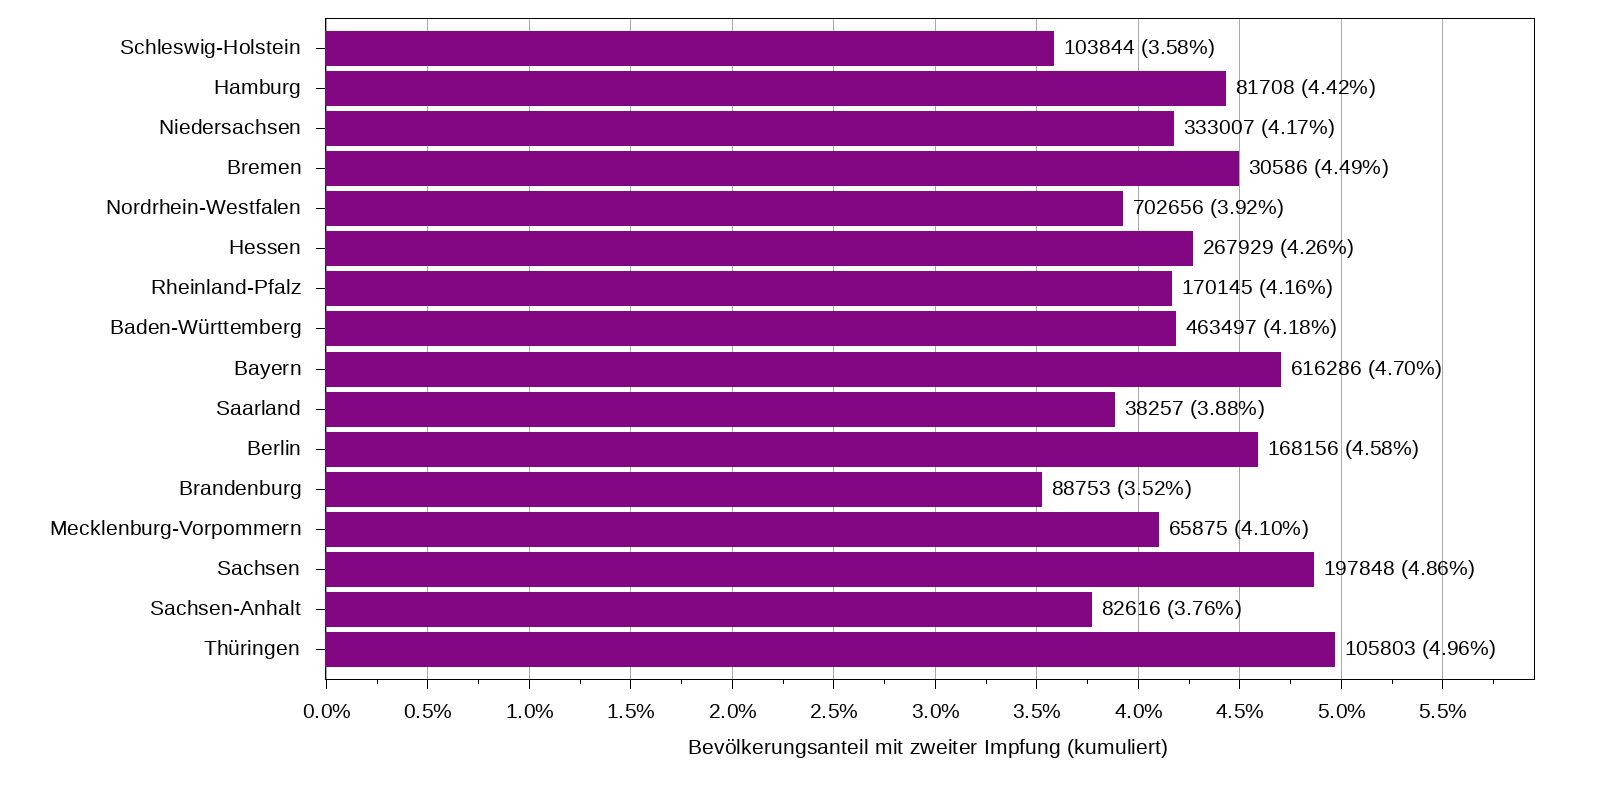 Schleswig-Holstein 103844 (3.58%)
Hamburg 81708 (4.42%)
Niedersachsen 333007 (4.17%)
Bremen 30586 (4.49%)
Nordrhein-Westfalen 702656 (3.92%)
Hessen 267929 (4.26%)
Rheinland-Pfalz 170145 (4.16%)
Baden-Württemberg 463497 (4.18%)
Bayern 616286 (4.70%)
Saarland 38257 (3.88%)
Berlin 168156 (4.58%)
Brandenburg 88753 (3.52%)
Mecklenburg-Vorpommern 65875 (4.10%)
Sachsen 197848 (4.86%)
Sachsen-Anhalt 82616 (3.76%)
Thüringen 105803 (4.96%)
0.0% 0.5% 1.0% 1.5% 2.0% 2.5% 3.0% 3.5% 4.0% 4.5% 5.0% 5.5%
Bevölkerungsanteil mit zweiter Impfung (kumuliert)